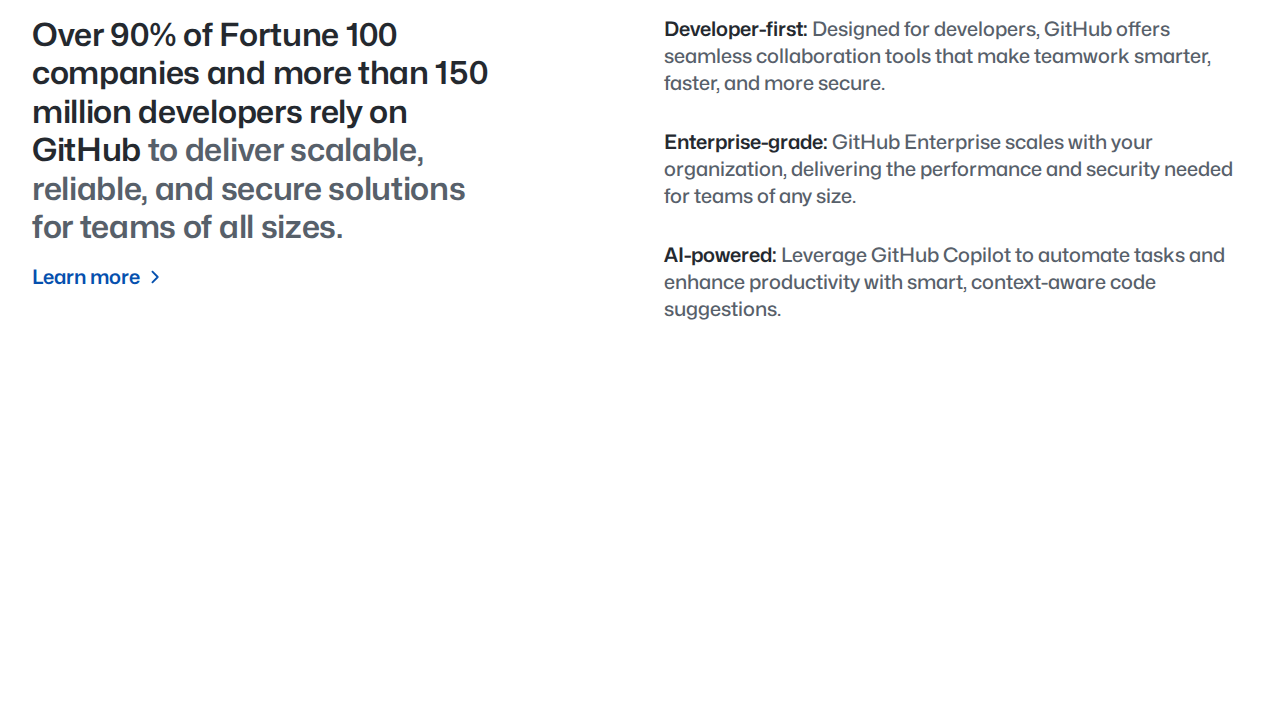 Over 90% of Fortune 100
companies and more than 150
million developers rely on
GitHub to deliver scalable,
reliable, and secure solutions
for teams of all sizes.
Learn more
Developer-first: Designed for developers, GitHub offers
seamless collaboration tools that make teamwork smarter,
faster, and more secure.
Enterprise-grade: GitHub Enterprise scales with your
organization, delivering the performance and security needed
for teams of any size.
AI-powered: Leverage GitHub Copilot to automate tasks and
enhance productivity with smart, context-aware code
suggestions.